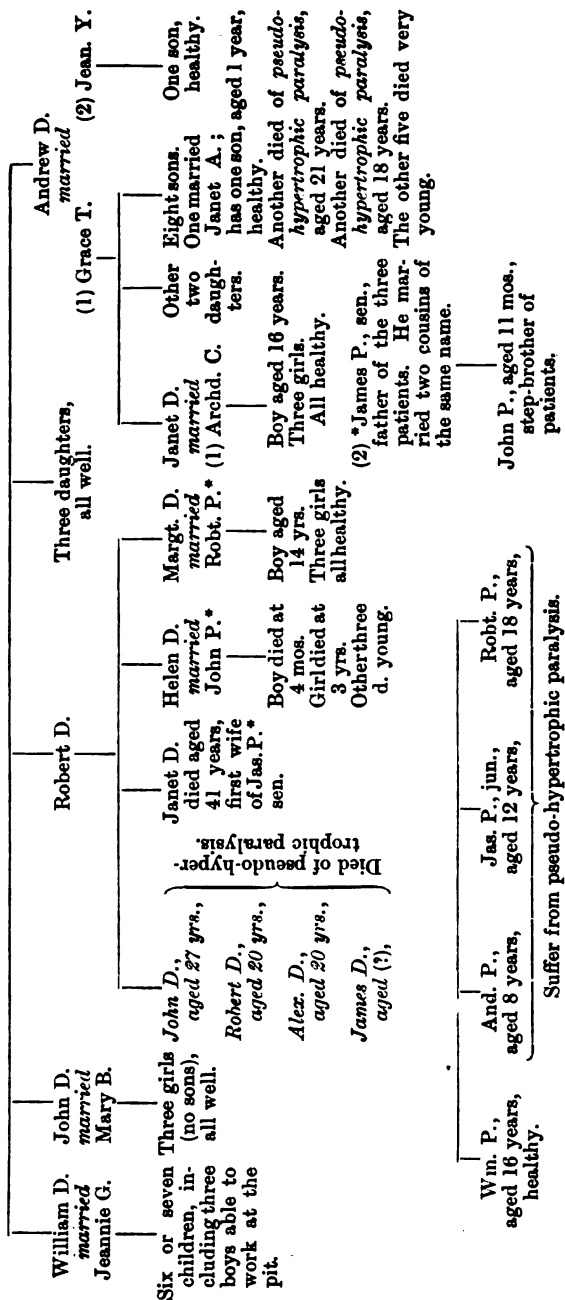 William D.
married
Jeannie G.
Six or seven
children, in-
cluding three
boys able to
work at the
pit.
John D.
married
Mary B.
Three girls
(no sons),
all well.
Robert D.
John D.,
aged 27 yrs.,
Robert D.,
aged 20 yrs.,
Alex. D.,
aged 20 yrs.,
James D.,
aged (?),
Died of pseudo-hyper-
trophic paralysis.
Janet D.
died aged
41 years,
first wife
of Jas. P.*
sen.
Helen D.
married
John P.*
Boy died at
4 mos.
Girl died at
3 yrs.
Other three
d. young.
Margt. D.
married
Robt. P.*
Boy aged
14 yrs.
Three girls
all healthy.
Three daughters,
all well.
Andrew D.
married
(1) Grace T.
(2) Jean. Y.
Janet D.
married
(1) Archd. C.
Boy aged 16 years.
Three girls.
All healthy.
(2) *James P., sen.,
father of the three
patients. He mar-
ried two cousins of
the same name.
John P., aged 11 mos.,
step-brother of
patients.
Other
two
daugh-
ters.
Eight sons.
One married
Janet A.;
has one son, aged 1 year,
healthy.
Another died of pseudo-
hypertrophic paralysis,
aged 21 years.
Another died of pseudo-
hypertrophic paralysis,
aged 18 years.
The other five died very
young.
One son,
healthy.
Wm. P.,
aged 16 years,
healthy.
And. P.,
aged 8 years,
Jas. P., jun.,
aged 12 years,
Robt. P.,
aged 18 years,
Suffer from pseudo-hypertrophic paralysis.